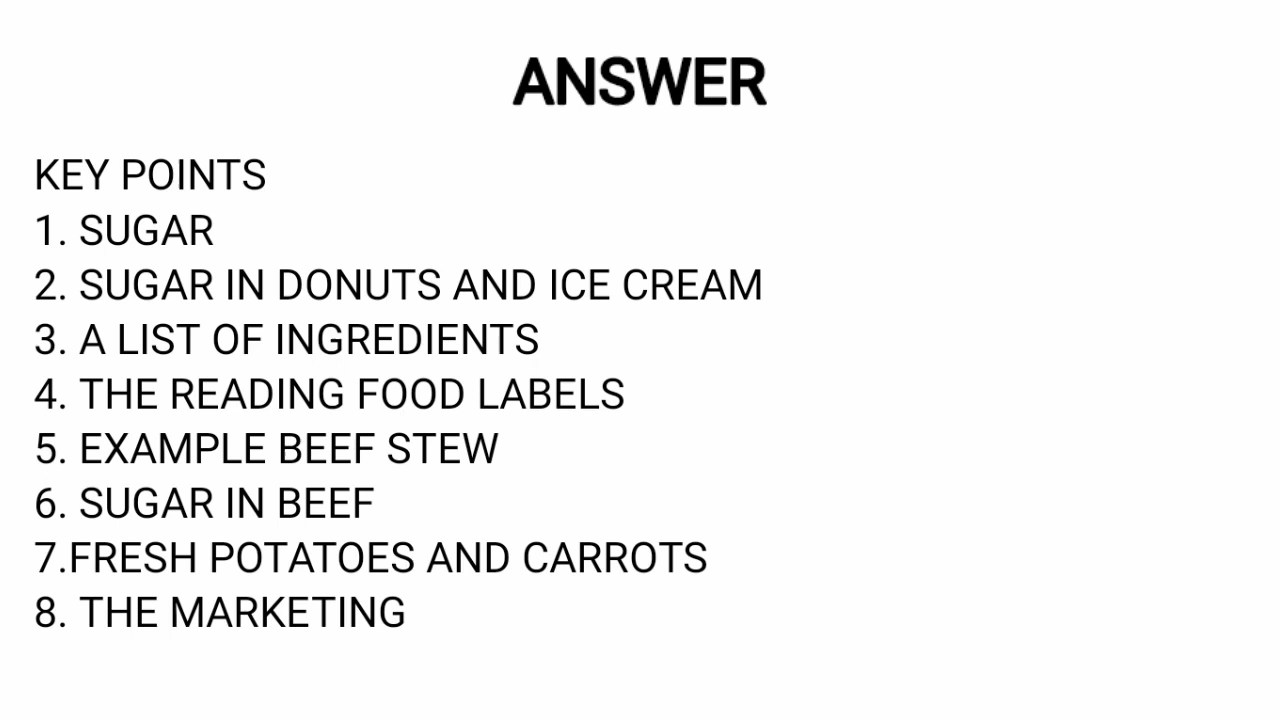 ANSWER
KEY POINTS
1. SUGAR
2. SUGAR IN DONUTS AND ICE CREAM
3. A LIST OF INGREDIENTS
4. THE READING FOOD LABELS
5. EXAMPLE BEEF STEW
6. SUGAR IN BEEF
7.FRESH POTATOES AND CARROTS
8. THE MARKETING